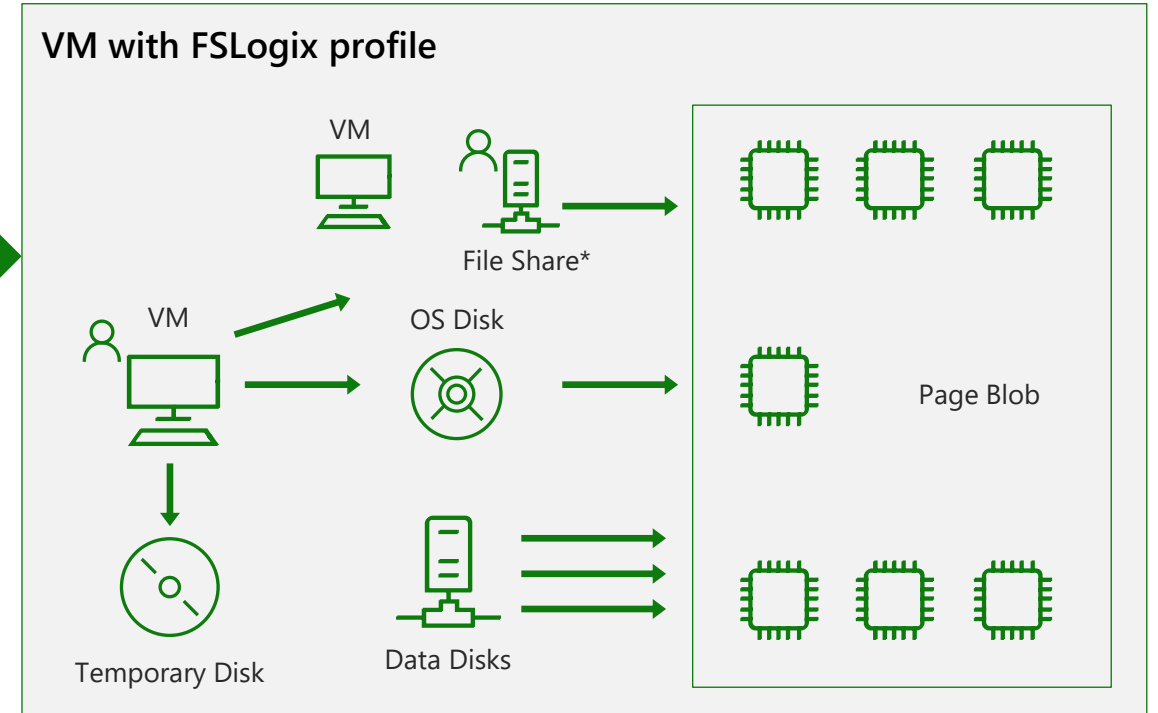 VM with FSLogix profile
VM
File Share*
VM
OS Disk
Page Blob
Temporary Disk
Data Disks